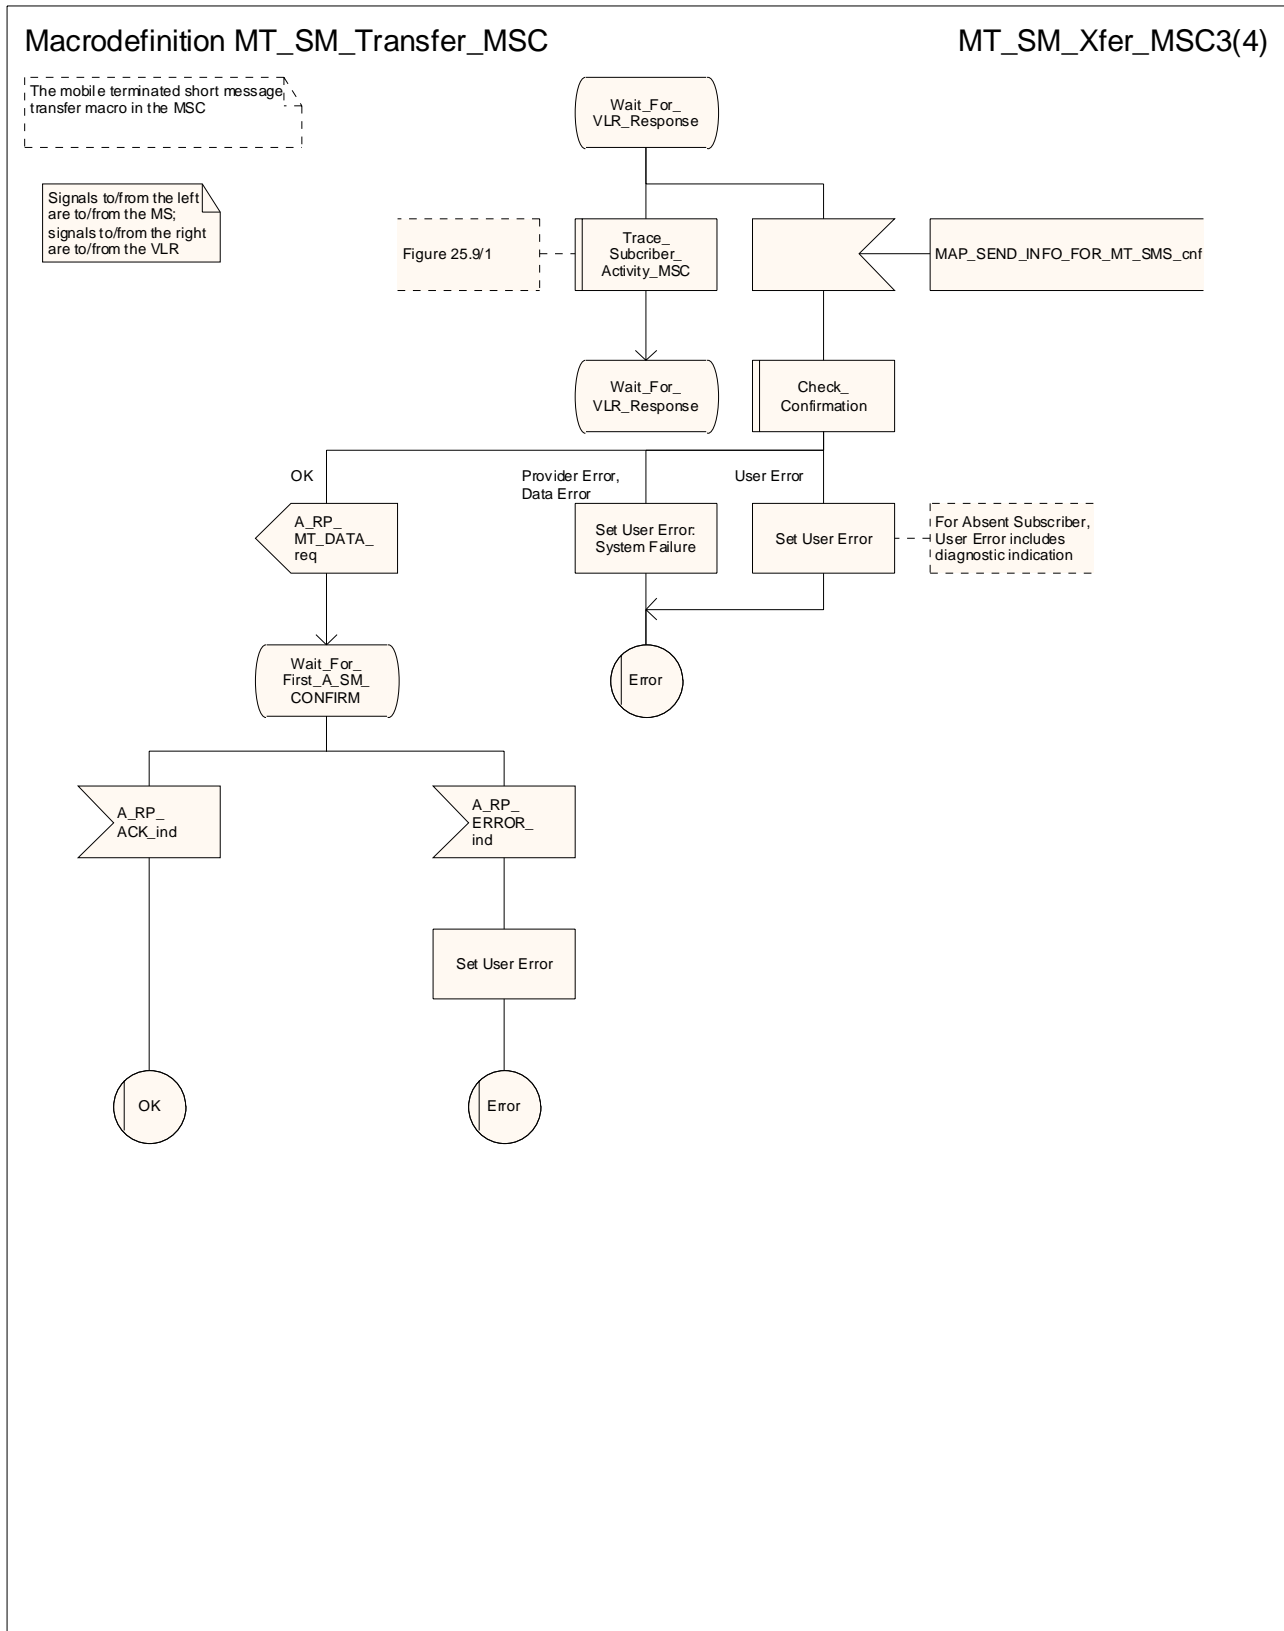 Macrodefinition MT_SM_Transfer_MSC
MT_SM_Xfer_MSC3(4)
The mobile terminated short message
transfer macro in the MSC
Wait_For_
VLR_Response
Signals to/from the left
are to/from the MS;
signals to/from the right
are to/from the VLR
Figure 25.9/1
Trace_
Subcriber_
Activity_MSC
MAP_SEND_INFO_FOR_MT_SMS_cnf
Wait_For_
VLR_Response
Check_
Confirmation
OK
Provider Error,
Data Error
User Error
A_RP_
MT_DATA_
req
Set User Error:
System Failure
Set User Error
For Absent Subscriber,
User Error includes
diagnostic indication
Wait_For_
First_A_SM_
CONFIRM
Error
A_RP_
ACK_ind
A_RP_
ERROR_
ind
Set User Error
OK
Error